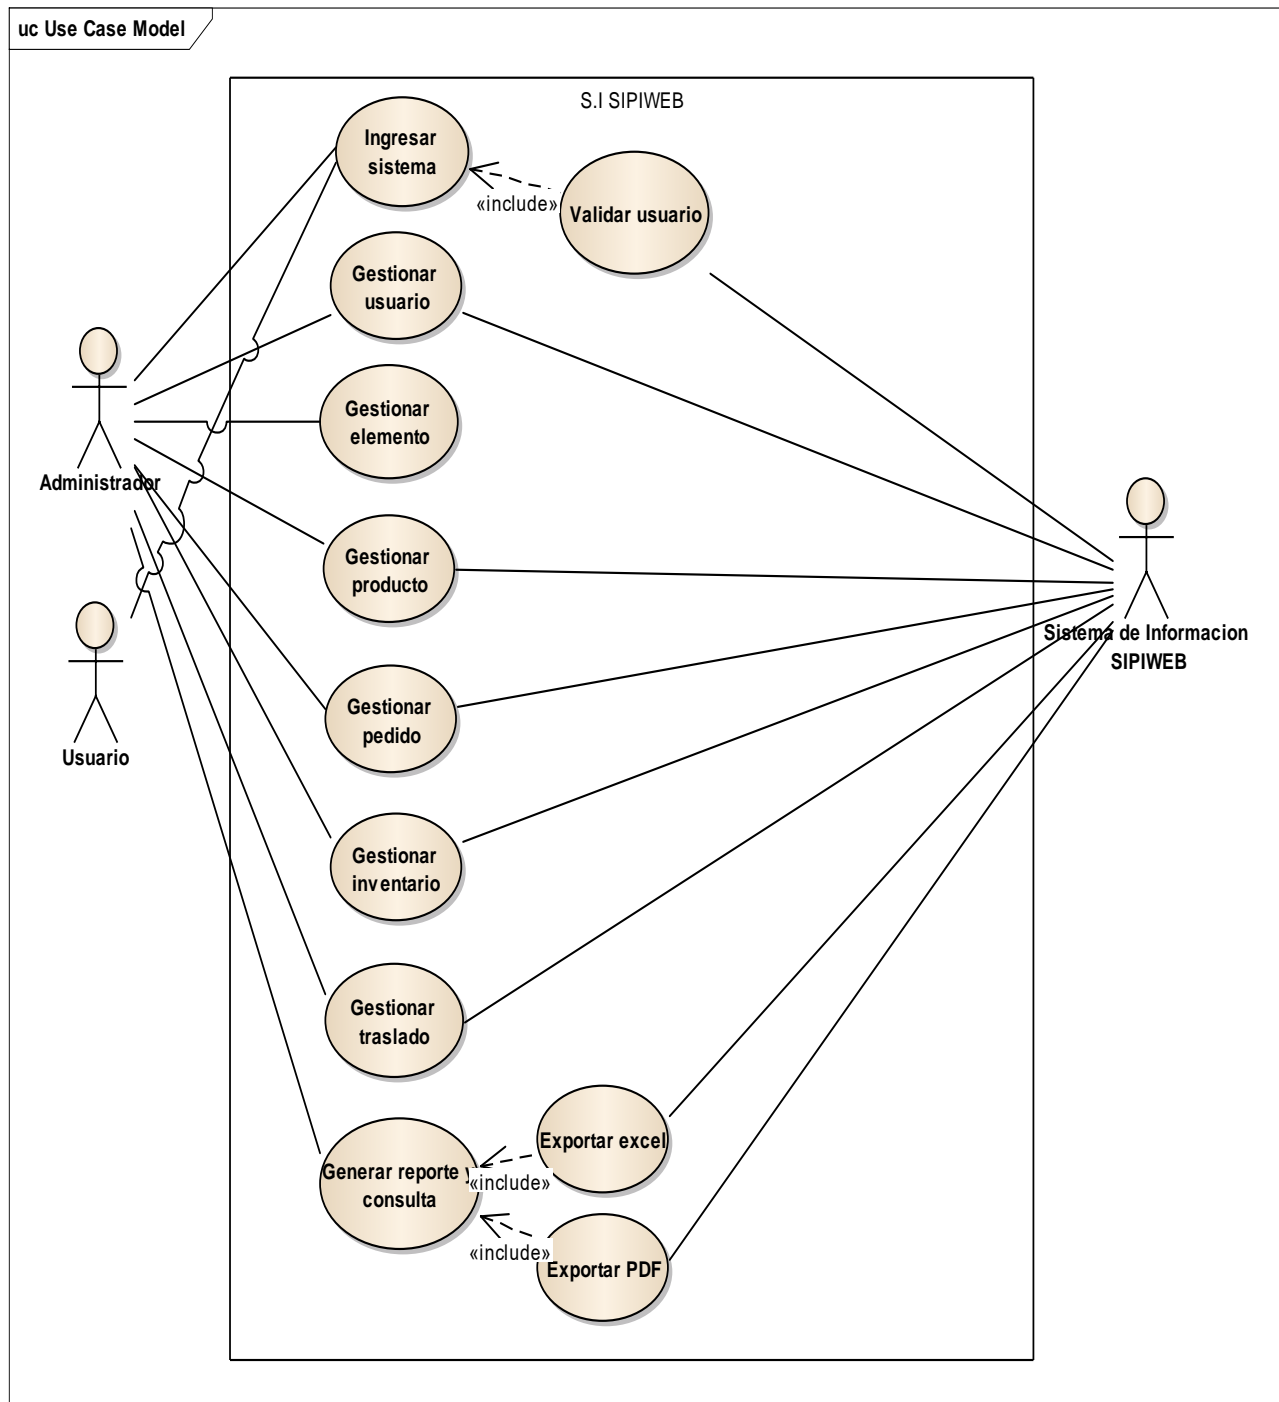 uc Use Case Model
S.I SIPIWEB
Ingresar
sistema
«include»
Validar usuario
Gestionar
usuario
Gestionar
elemento
Administrador
Gestionar
producto
Sistema de Informacion
SIPIWEB
Usuario
Gestionar
pedido
Gestionar
inventario
Gestionar
traslado
Exportar excel
Generar reporte y
consulta
«include»
«include»
Exportar PDF